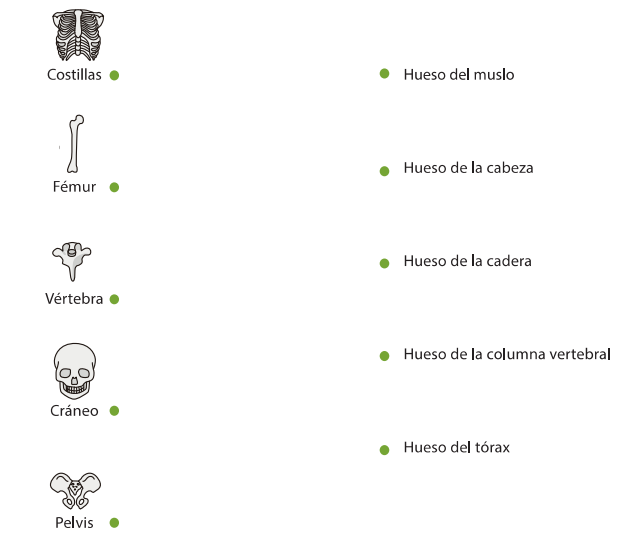 Costillas
Hueso del muslo
Hueso de la cabeza
Fémur
Hueso de la cadera
Vértebra
Hueso de la columna vertebral
Cráneo
Hueso del tórax
Pelvis